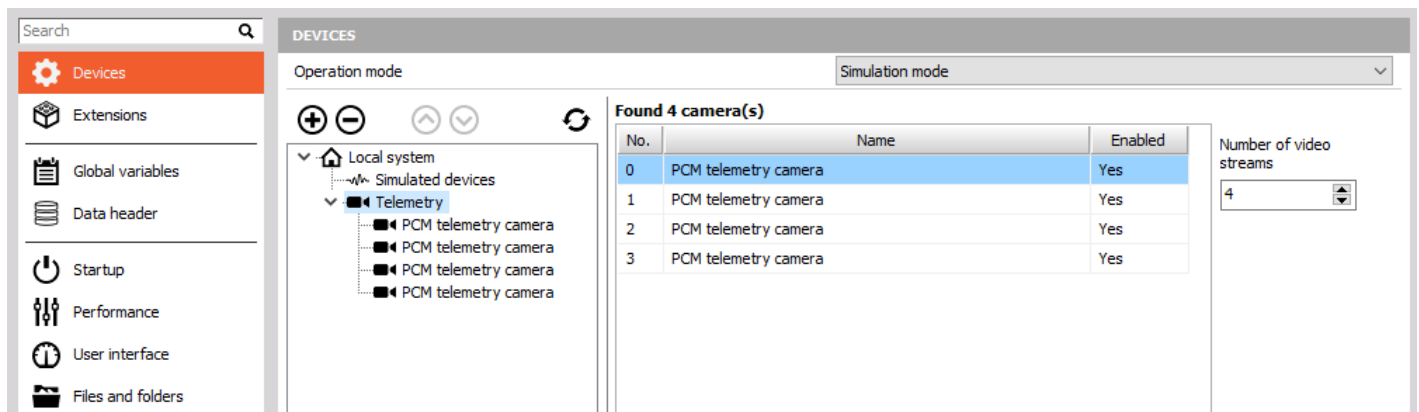 Search
Devices
Extensions
Global variables
Data header
Startup
Performance
User interface
Files and folders
DEVICES
Operation mode
Simulation mode
Local system
Simulated devices
Telemetry
PCM telemetry camera
PCM telemetry camera
PCM telemetry camera
PCM telemetry camera
Found 4 camera(s)
No. Name Enabled
0 PCM telemetry camera Yes
1 PCM telemetry camera Yes
2 PCM telemetry camera Yes
3 PCM telemetry camera Yes
Number of video
streams
4